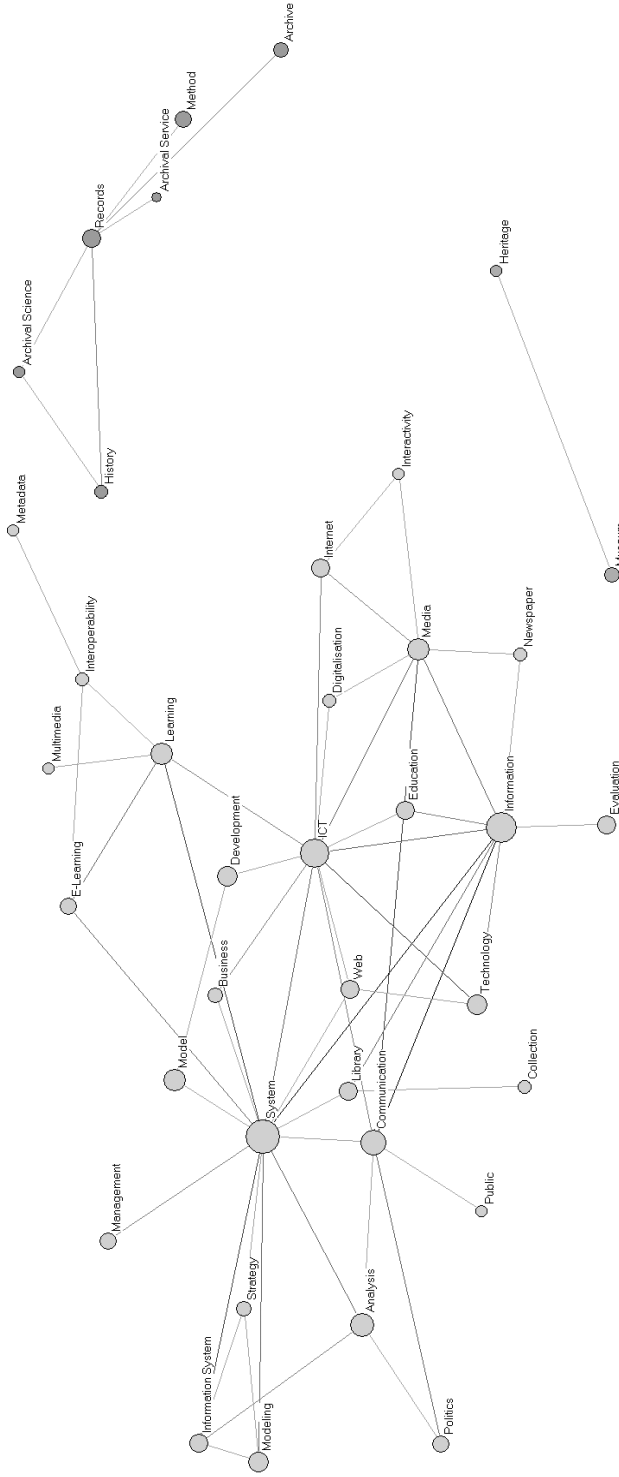 Archive
Method
Archival Service
Records
Archival Science
Heritage
History
Metadata
Interactivity
Internet
Interoperability
Media
Newspaper
Digitalisation
Multimedia
Learning
Education
Information
Evaluation
ICT
Development
E-Learning
Business
Web
Technology
Model
Library
Collection
System
Communication
Management
Public
Strategy
Analysis
Information System
Modeling
Politics